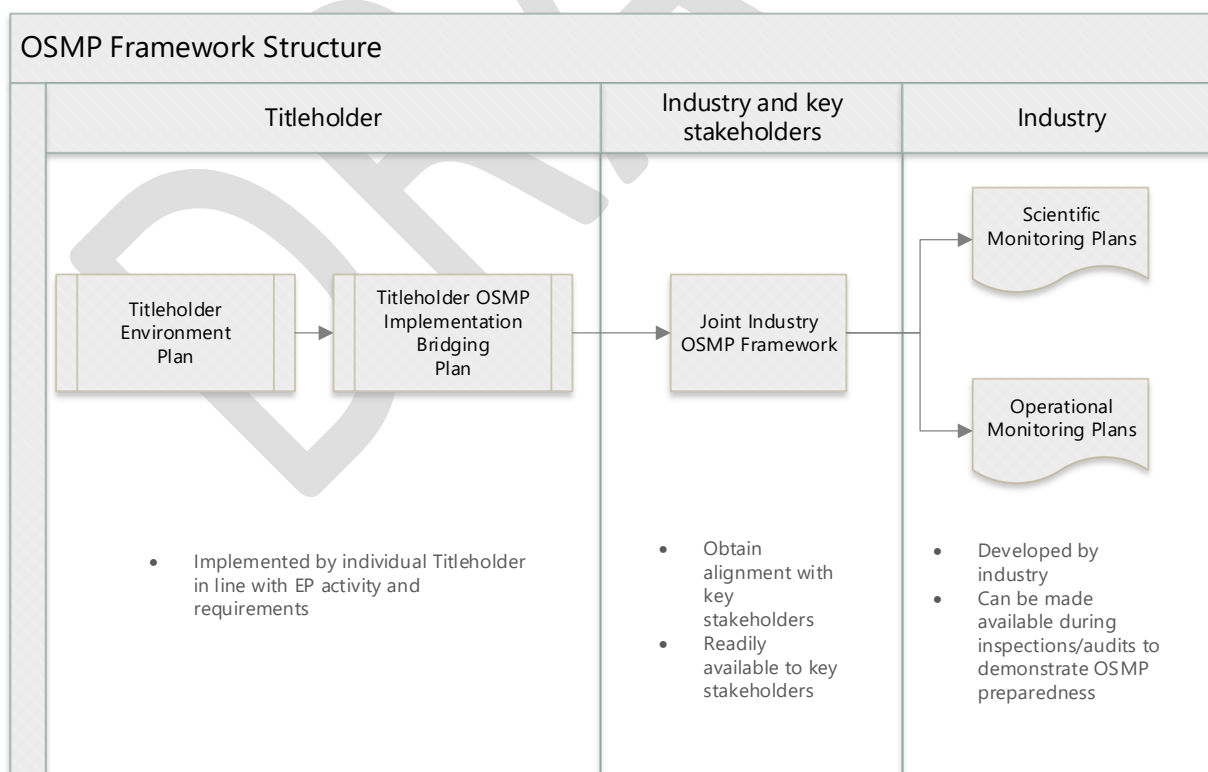 OSMP Framework Structure
Titleholder
Industry and key
stakeholders
Industry
Titleholder
Environment
Plan
Titleholder OSMP
Implementation
Bridging
Plan
Joint Industry
OSMP Framework
Scientific
Monitoring Plans
Operational
Monitoring Plans
• Implemented by individual Titleholder
in line with EP activity and
requirements
• Obtain
alignment with
key
stakeholders
• Readily
available to key
stakeholders
• Developed by
industry
• Can be made
available during
inspections/audits to
demonstrate OSMP
preparedness